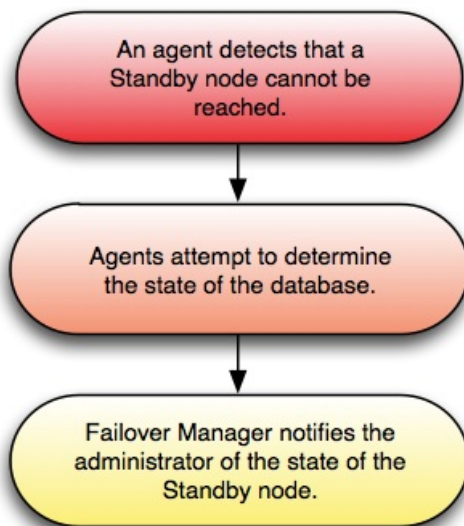 An agent detects that a
Standby node cannot be
reached.
Agents attempt to determine
the state of the database.
Failover Manager notifies the
administrator of the state of the
Standby node.